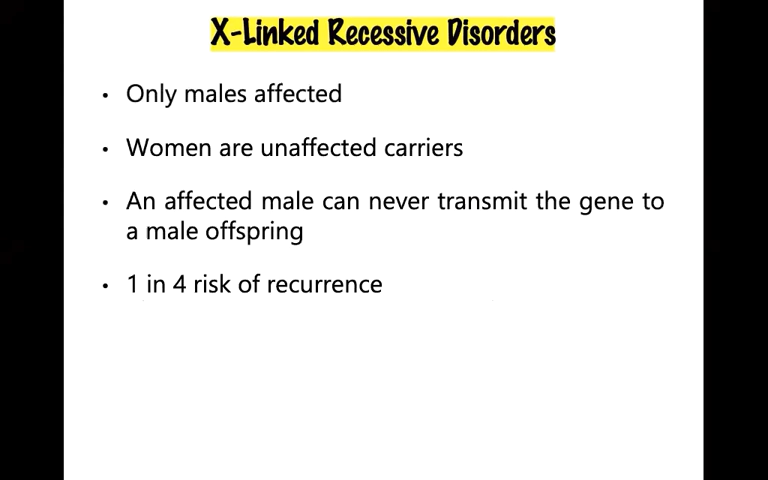 X-Linked Recessive Disorders
• Only males affected
• Women are unaffected carriers
• An affected male can never transmit the gene to
a male offspring
• 1 in 4 risk of recurrence